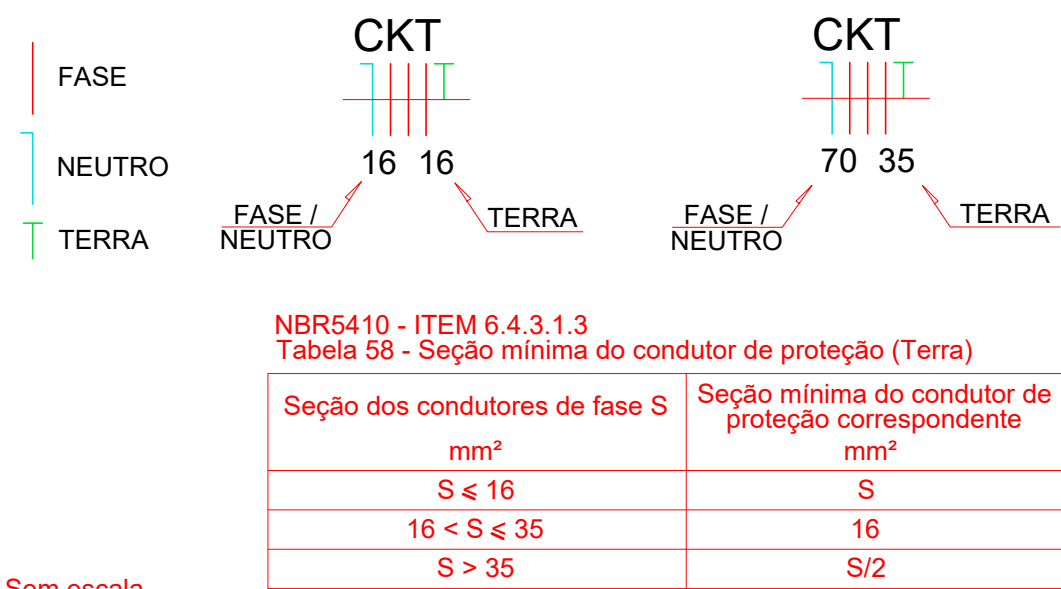 FASE
NEUTRO
TERRA
CKT
16 16
FASE /
NEUTRO
TERRA
CKT
70 35
FASE /
NEUTRO
TERRA
NBR5410 - ITEM 6.4.3.1.3
Tabela 58 - Seção mínima do condutor de proteção (Terra)
Seção dos condutores de fase S
mm²
Seção mínima do condutor de
proteção correspondente
mm²
S ⩽ 16
S
16 < S ⩽ 35
16
S > 35
S/2
Sem escala